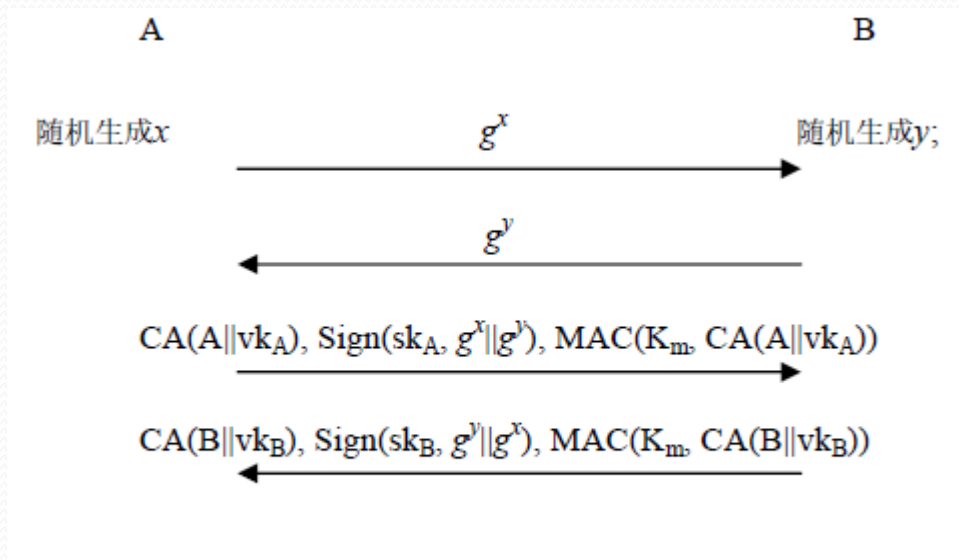 A B
随机生成x g^x 随机生成y;
g^y
CA(A||vk_A), Sign(sk_A, g^x||g^y), MAC(K_m, CA(A||vk_A))
CA(B||vk_B), Sign(sk_B, g^y||g^x), MAC(K_m, CA(B||vk_B))